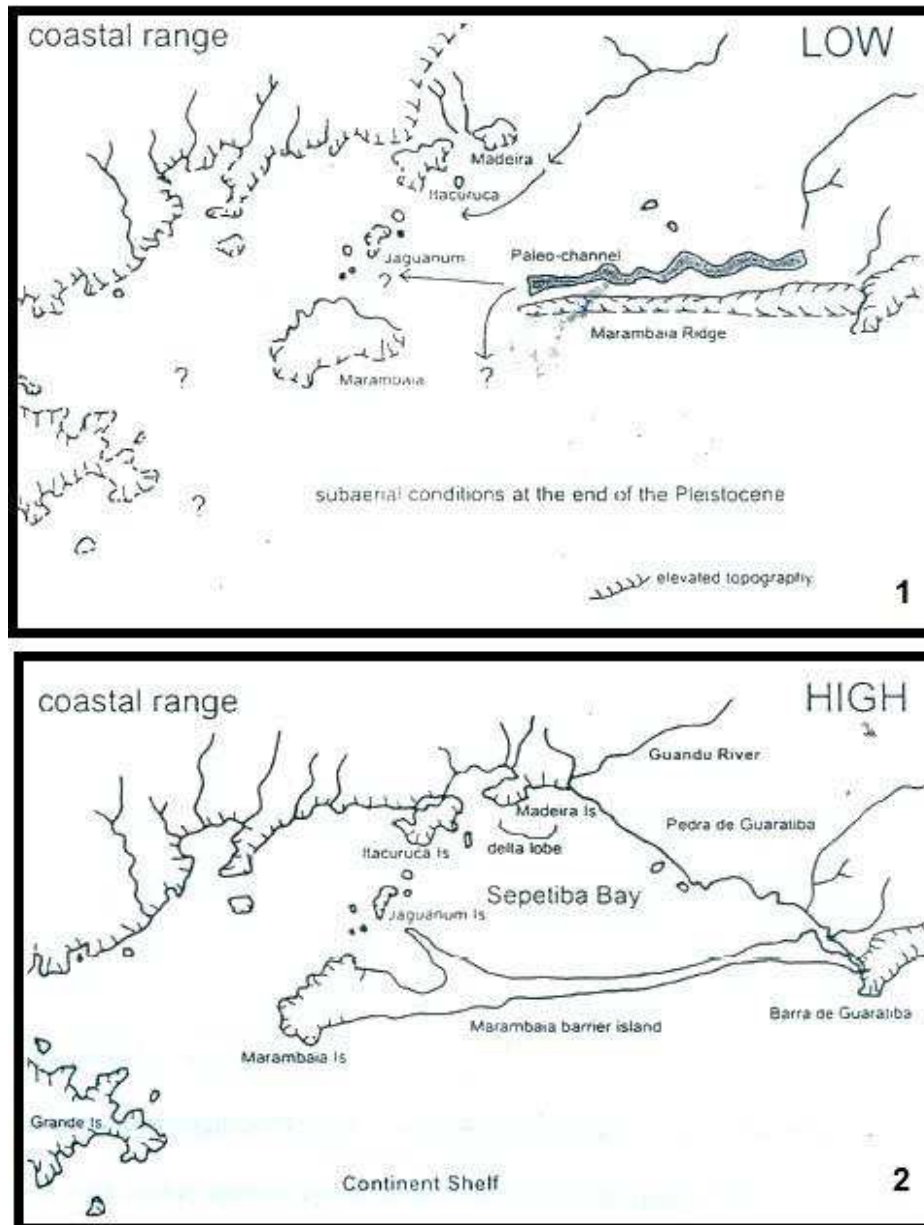 coastal range
LOW
Madeira
Itacuruca
Jaguanum
Paleo-channel
?
Marambaia Ridge
Marambaia
?
?
?
subaerial conditions at the end of the Pleistocene
elevated topography
1
coastal range
HIGH
Guandu River
Madeira Is
Pedra de Guaratiba
Itacuruca Is
delta lobe
Sepetiba Bay
Jaguanum Is
Marambaia barrier island
Barra de Guaratiba
Marambaia Is
Grande Is
Continent Shelf
2